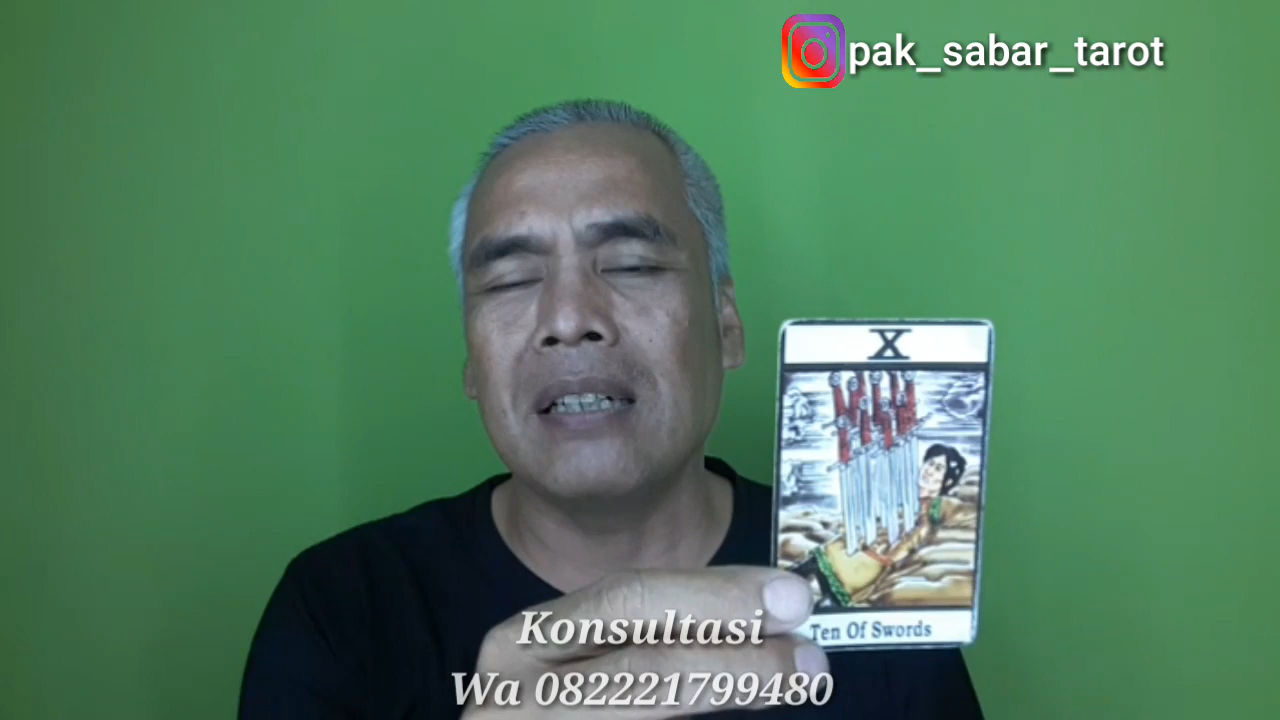 pak_sabar_tarot
X
Ten Of Swords
Konsultasi
Wa 082221799480